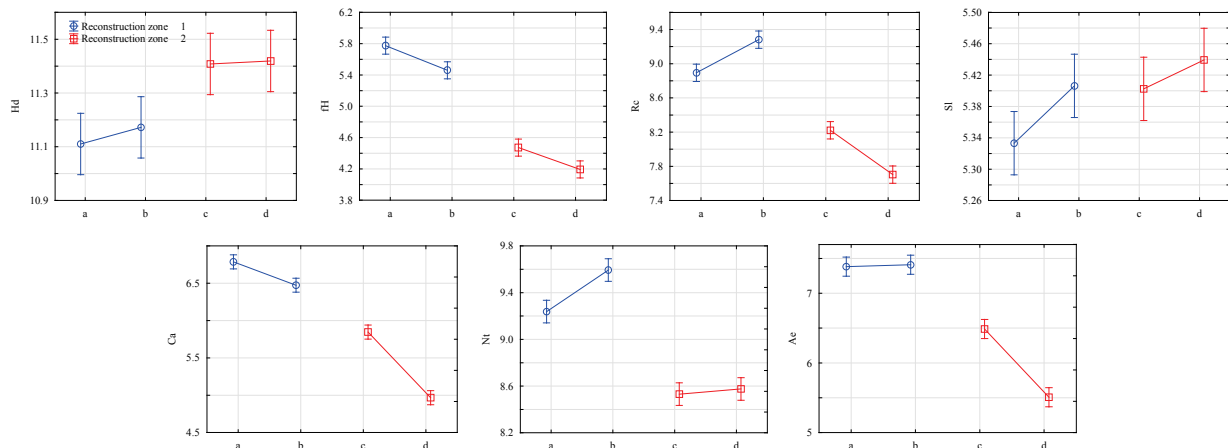 Reconstruction zone 1
Reconstruction zone 2
Hd
11.5
11.3
11.1
10.9
a b c d
fH
6.2
5.8
5.4
5.0
4.6
4.2
3.8
a b c d
Rc
9.4
9.0
8.6
8.2
7.8
7.4
a b c d
Sl
5.50
5.46
5.42
5.38
5.34
5.30
5.26
a b c d
Ca
6.5
5.5
4.5
a b c d
Nt
9.8
9.4
9.0
8.6
8.2
a b c d
Ae
7
6
5
a b c d